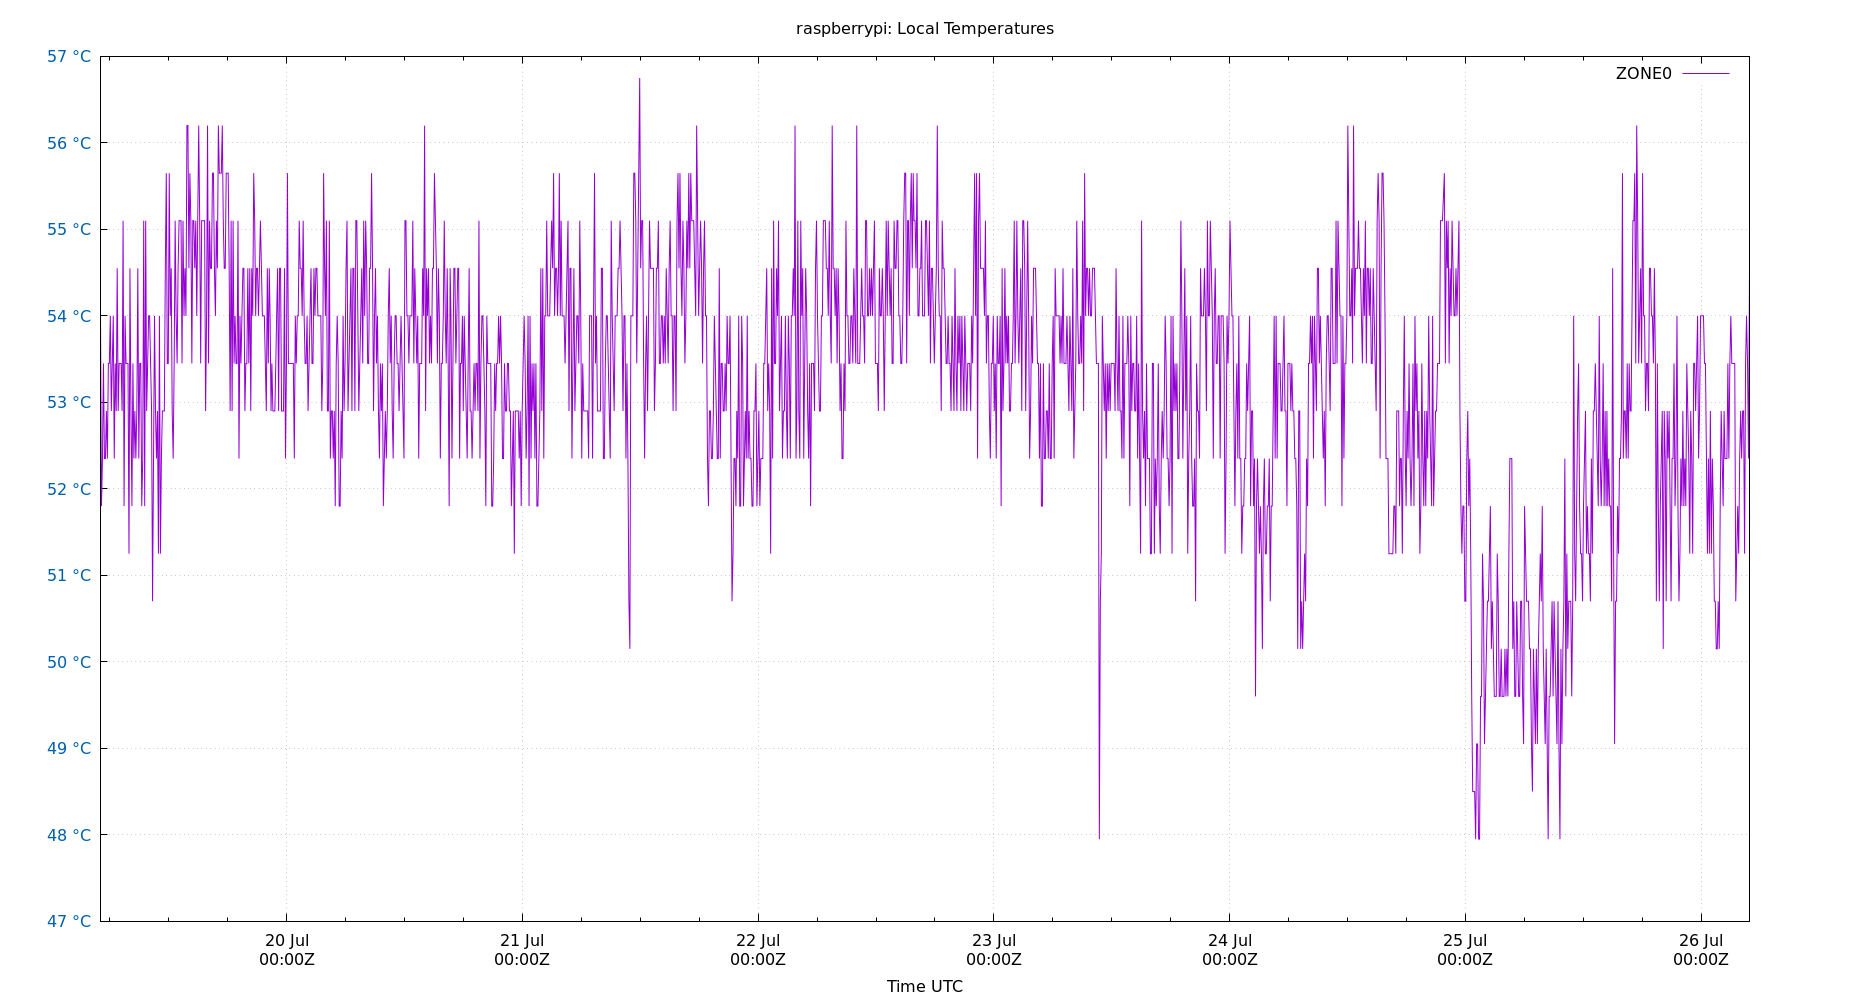 raspberrypi: Local Temperatures
57 °C
ZONE0
56 °C
55 °C
54 °C
53 °C
52 °C
51 °C
50 °C
49 °C
48 °C
47 °C
20 Jul 21 Jul 22 Jul 23 Jul 24 Jul 25 Jul 26 Jul
00:00Z 00:00Z 00:00Z 00:00Z 00:00Z 00:00Z 00:00Z
Time UTC